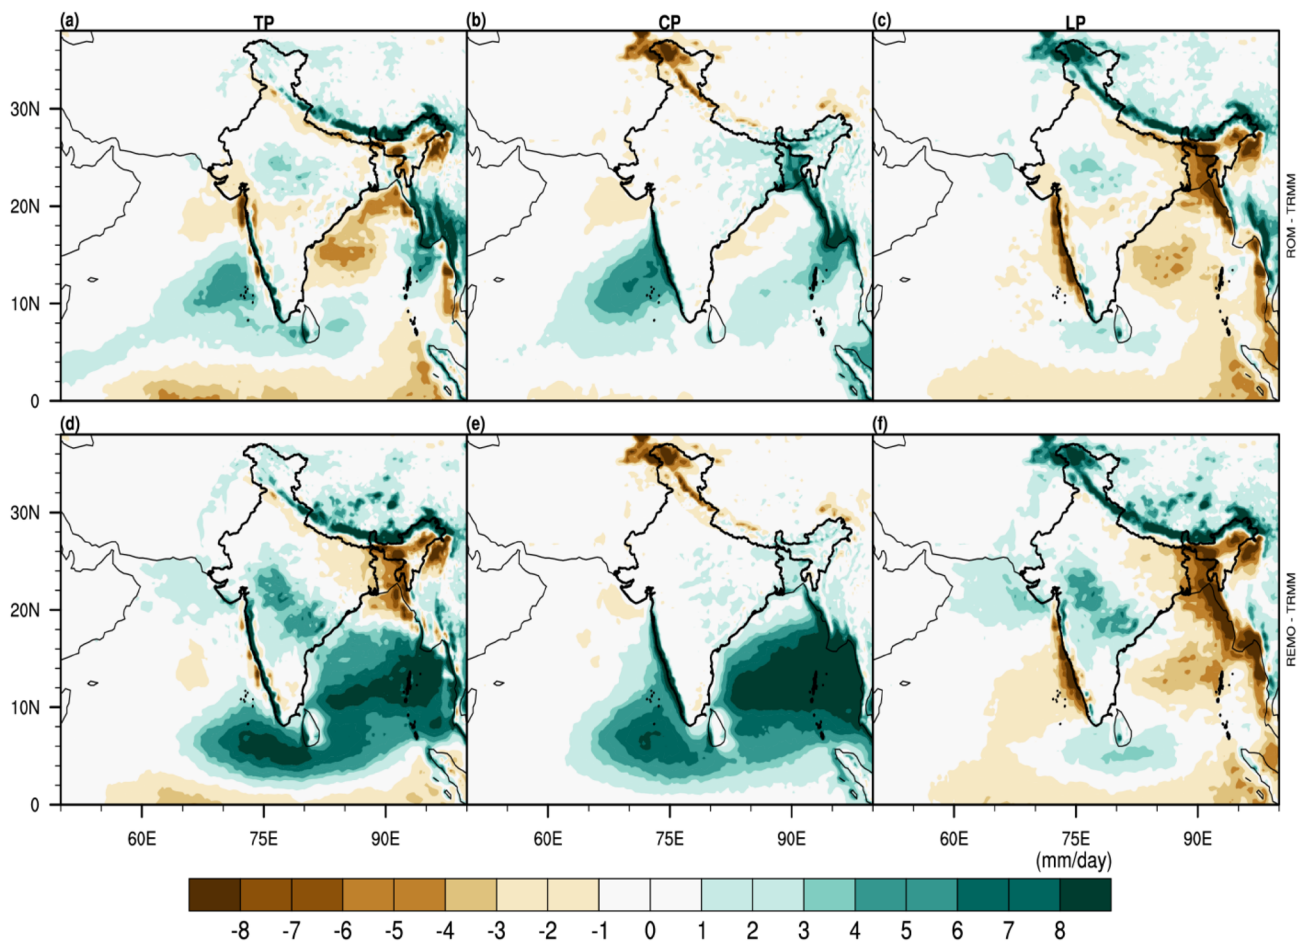 (a) TP (b) CP (c) LP
30N
20N
10N
0
ROM - TRMM
(d) (e) (f)
30N
20N
10N
0
REMO - TRMM
60E 75E 90E 60E 75E 90E 60E 75E 90E
(mm/day)
-8 -7 -6 -5 -4 -3 -2 -1 0 1 2 3 4 5 6 7 8